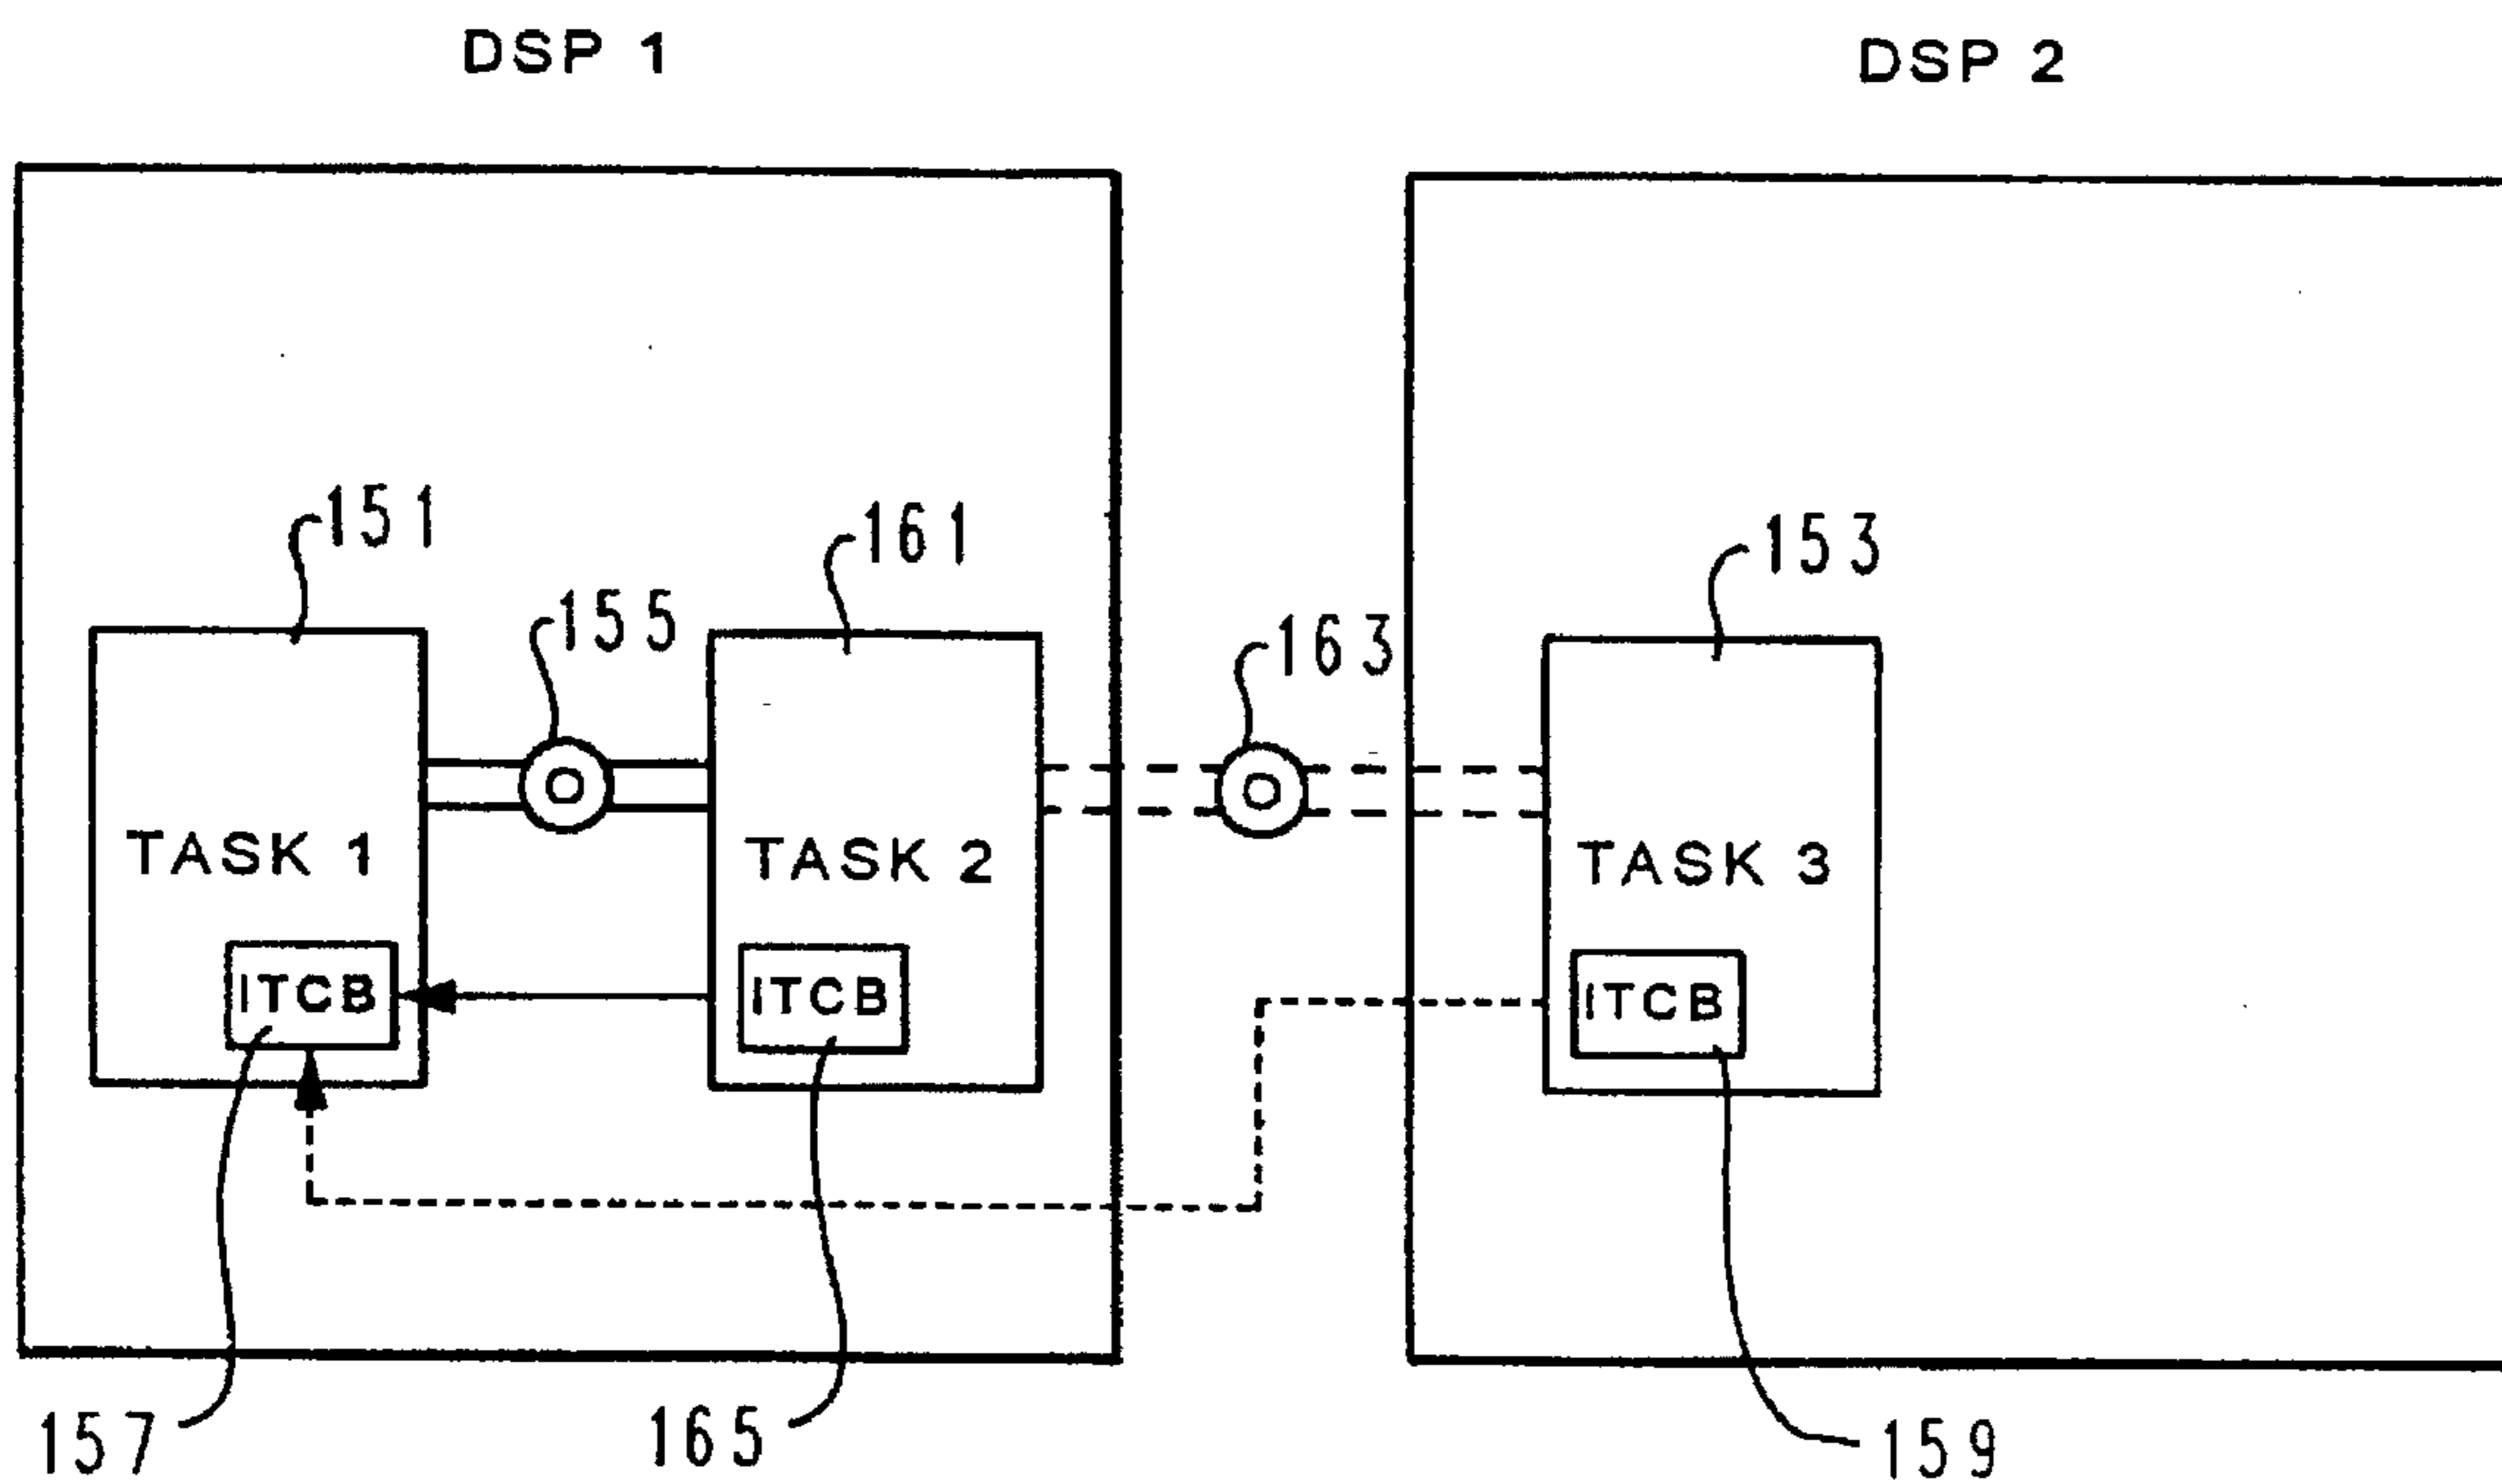 DSP 1
DSP 2
151
161
153
155
163
TASK 1
TASK 2
TASK 3
ITCB
ITCB
ITCB
157
165
159